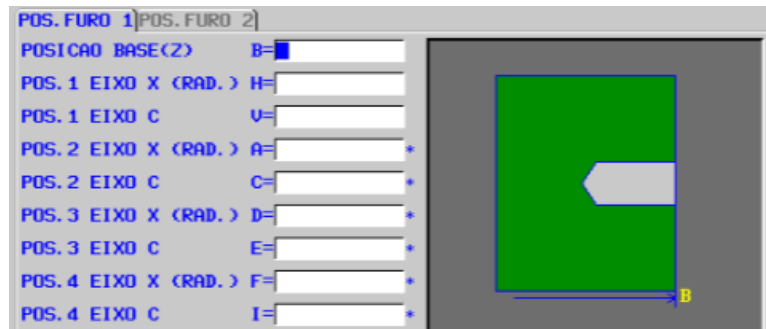 POS.FURO 1 POS.FURO 2
POSICAO BASE(Z) B=
POS.1 EIXO X (RAD.) H=
POS.1 EIXO C V=
POS.2 EIXO X (RAD.) A= *
POS.2 EIXO C C= *
POS.3 EIXO X (RAD.) D= *
POS.3 EIXO C E= *
POS.4 EIXO X (RAD.) F= *
POS.4 EIXO C I= *
B